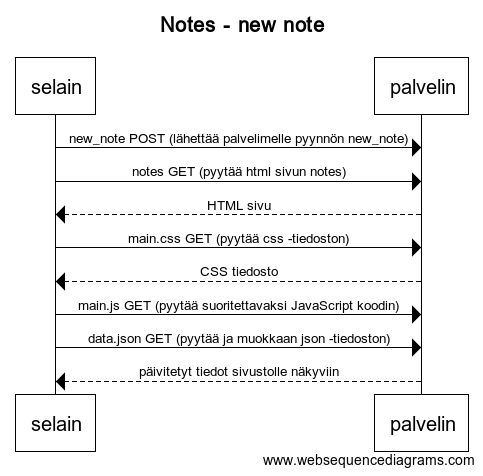 Notes - new note
selain
palvelin
new_note POST (lähettää palvelimelle pyynnön new_note)
notes GET (pyytää html sivun notes)
HTML sivu
main.css GET (pyytää css -tiedoston)
CSS tiedosto
main.js GET (pyytää suoritettavaksi JavaScript koodin)
data.json GET (pyytää ja muokkaan json -tiedoston)
päivitetyt tiedot sivustolle näkyviin
selain
palvelin
www.websequencediagrams.com